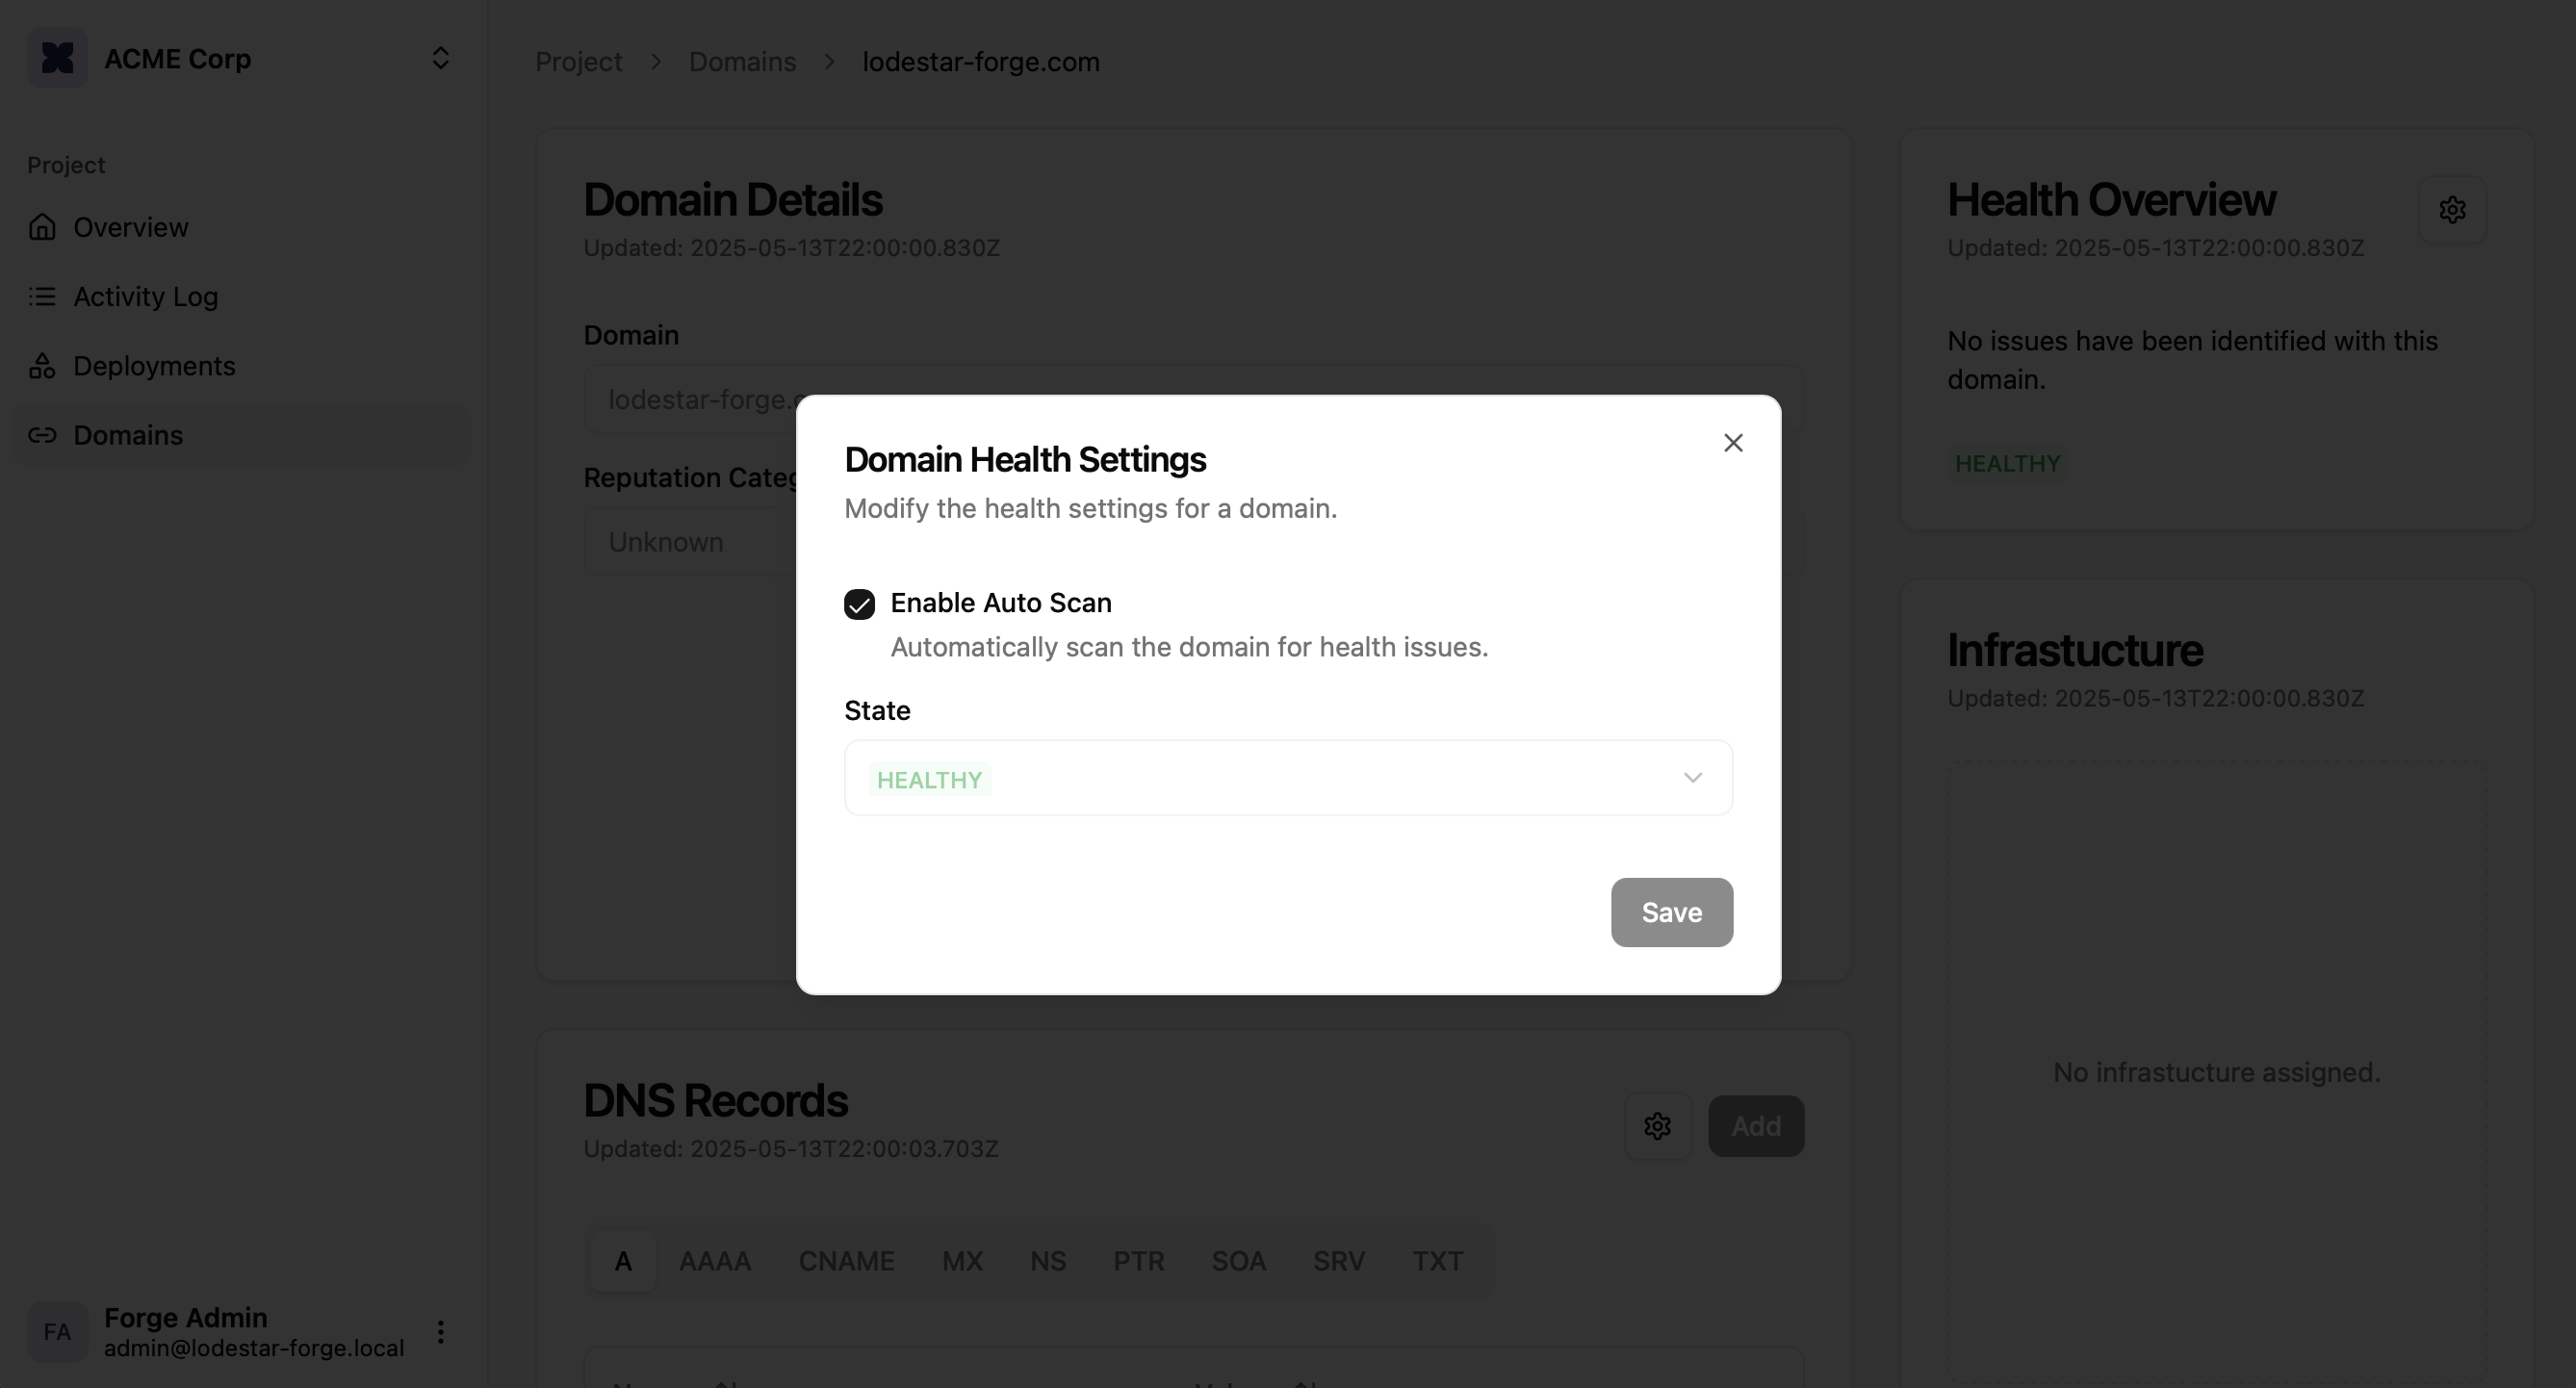 ACME Corp
Project
Overview
Activity Log
Deployments
Domains
FA
Forge Admin
admin@lodestar-forge.local
Project > Domains > lodestar-forge.com
Domain Details
Updated: 2025-05-13T22:00:00.830Z
Domain
lodestar-forge.c
Reputation Categ
Unknown
Domain Health Settings
Modify the health settings for a domain.
Enable Auto Scan
Automatically scan the domain for health issues.
State
HEALTHY
Save
Health Overview
Updated: 2025-05-13T22:00:00.830Z
No issues have been identified with this
domain.
HEALTHY
Infrastucture
Updated: 2025-05-13T22:00:00.830Z
No infrastucture assigned.
DNS Records
Updated: 2025-05-13T22:00:03.703Z
Add
A AAAA CNAME MX NS PTR SOA SRV TXT